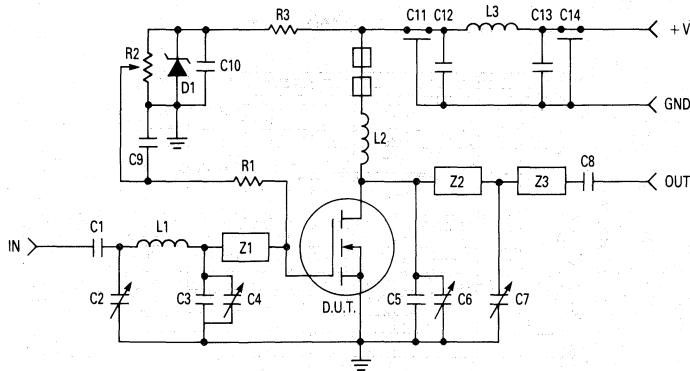 R3 C11 C12 L3 C13 C14 +V
R2 C10
D1
GND
L2
C9
R1 C8
Z2 Z3 OUT
C1 L1
IN Z1
C2 C3 C4 C5 C6 C7
D.U.T.